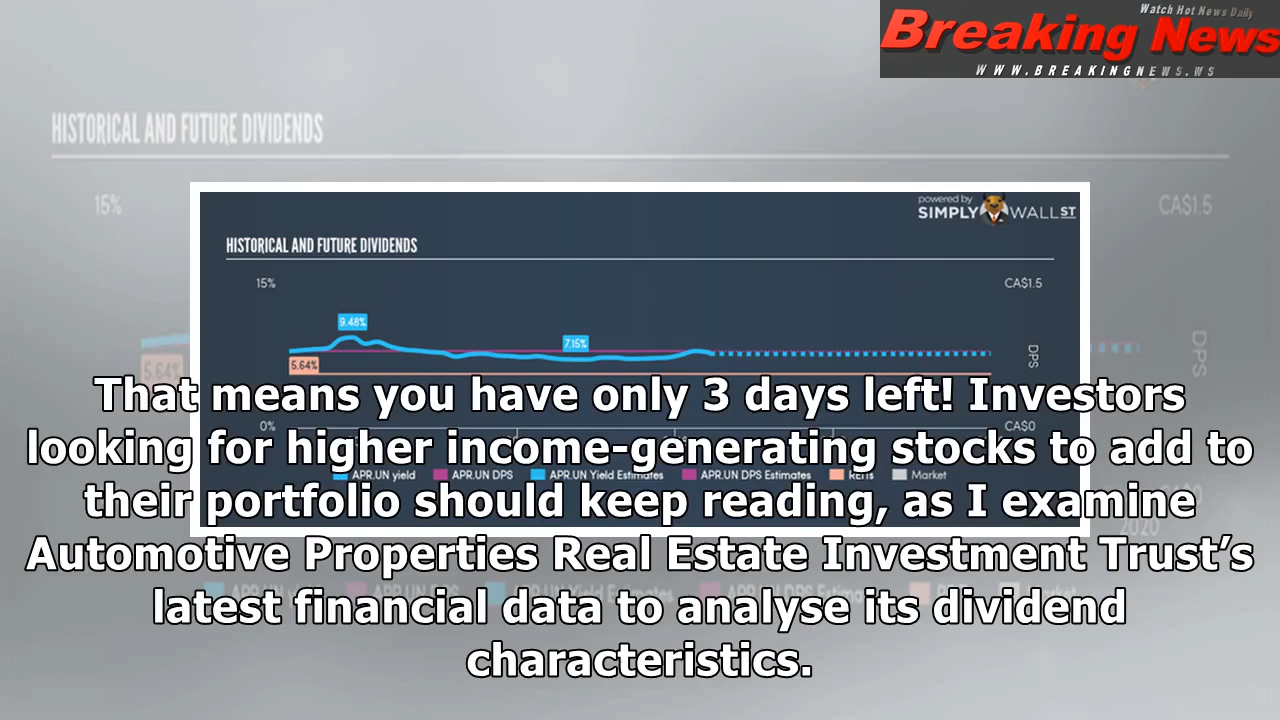 Watch Hot News Daily
Breaking News
WWW.BREAKINGNEWS.WS
HISTORICAL AND FUTURE DIVIDENDS
15%
CA$1.5
powered by
SIMPLY WALL ST
HISTORICAL AND FUTURE DIVIDENDS
15%
CA$1.5
9.48%
7.15%
5.64%
5.64%
DPS
DPS
0%
CA$0
That means you have only 3 days left! Investors
looking for higher income-generating stocks to add to
their portfolio should keep reading, as I examine
Automotive Properties Real Estate Investment Trust’s
latest financial data to analyse its dividend
characteristics.
APR.UN yield
APR.UN DPS
APR.UN Yield Estimates
APR.UN DPS Estimates
REITs
Market
2020